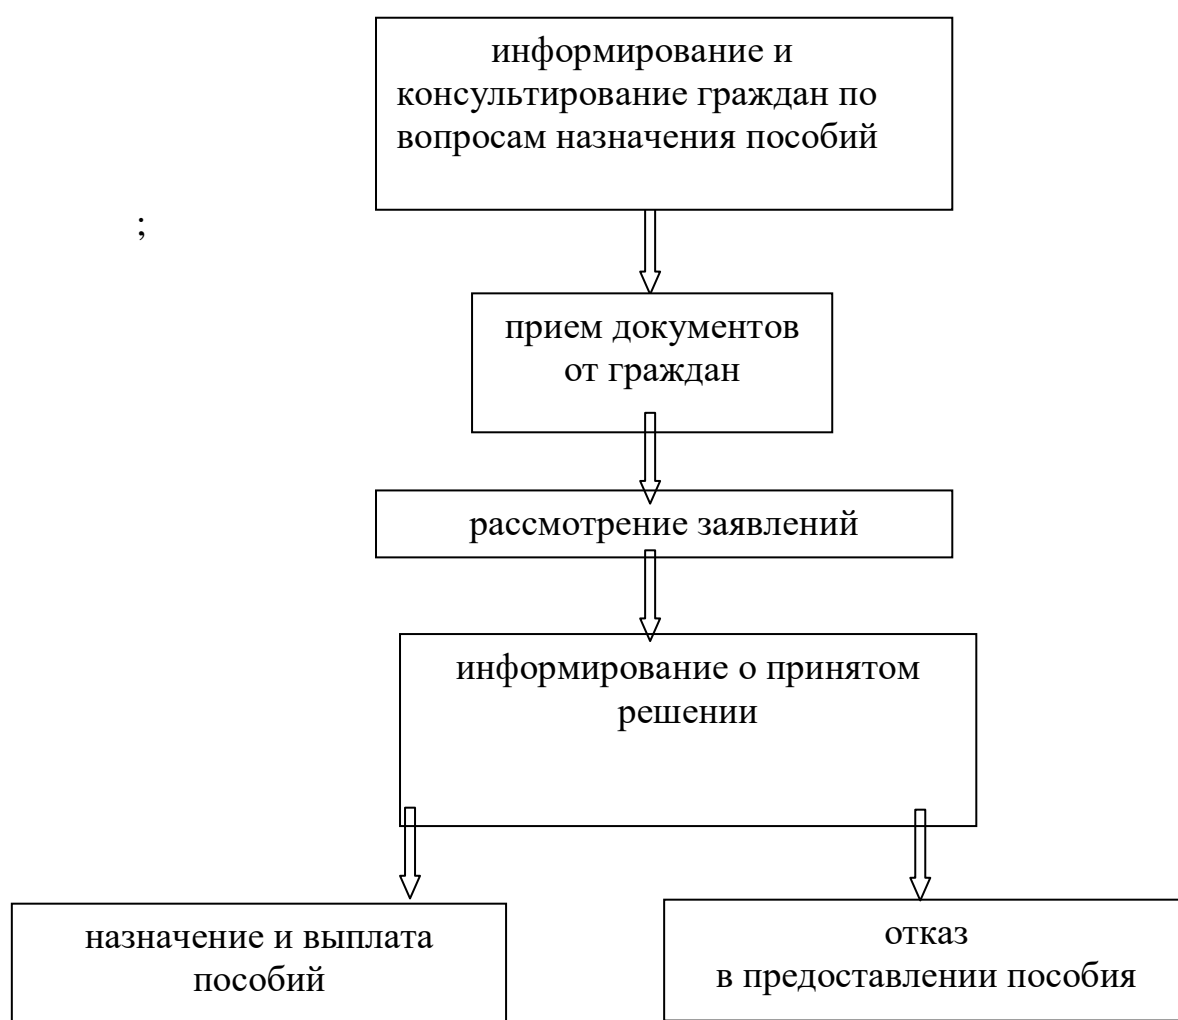 информирование и
консультирование граждан по
вопросам назначения пособий
;
прием документов
от граждан
рассмотрение заявлений
информирование о принятом
решении
назначение и выплата
пособий
отказ
в предоставлении пособия